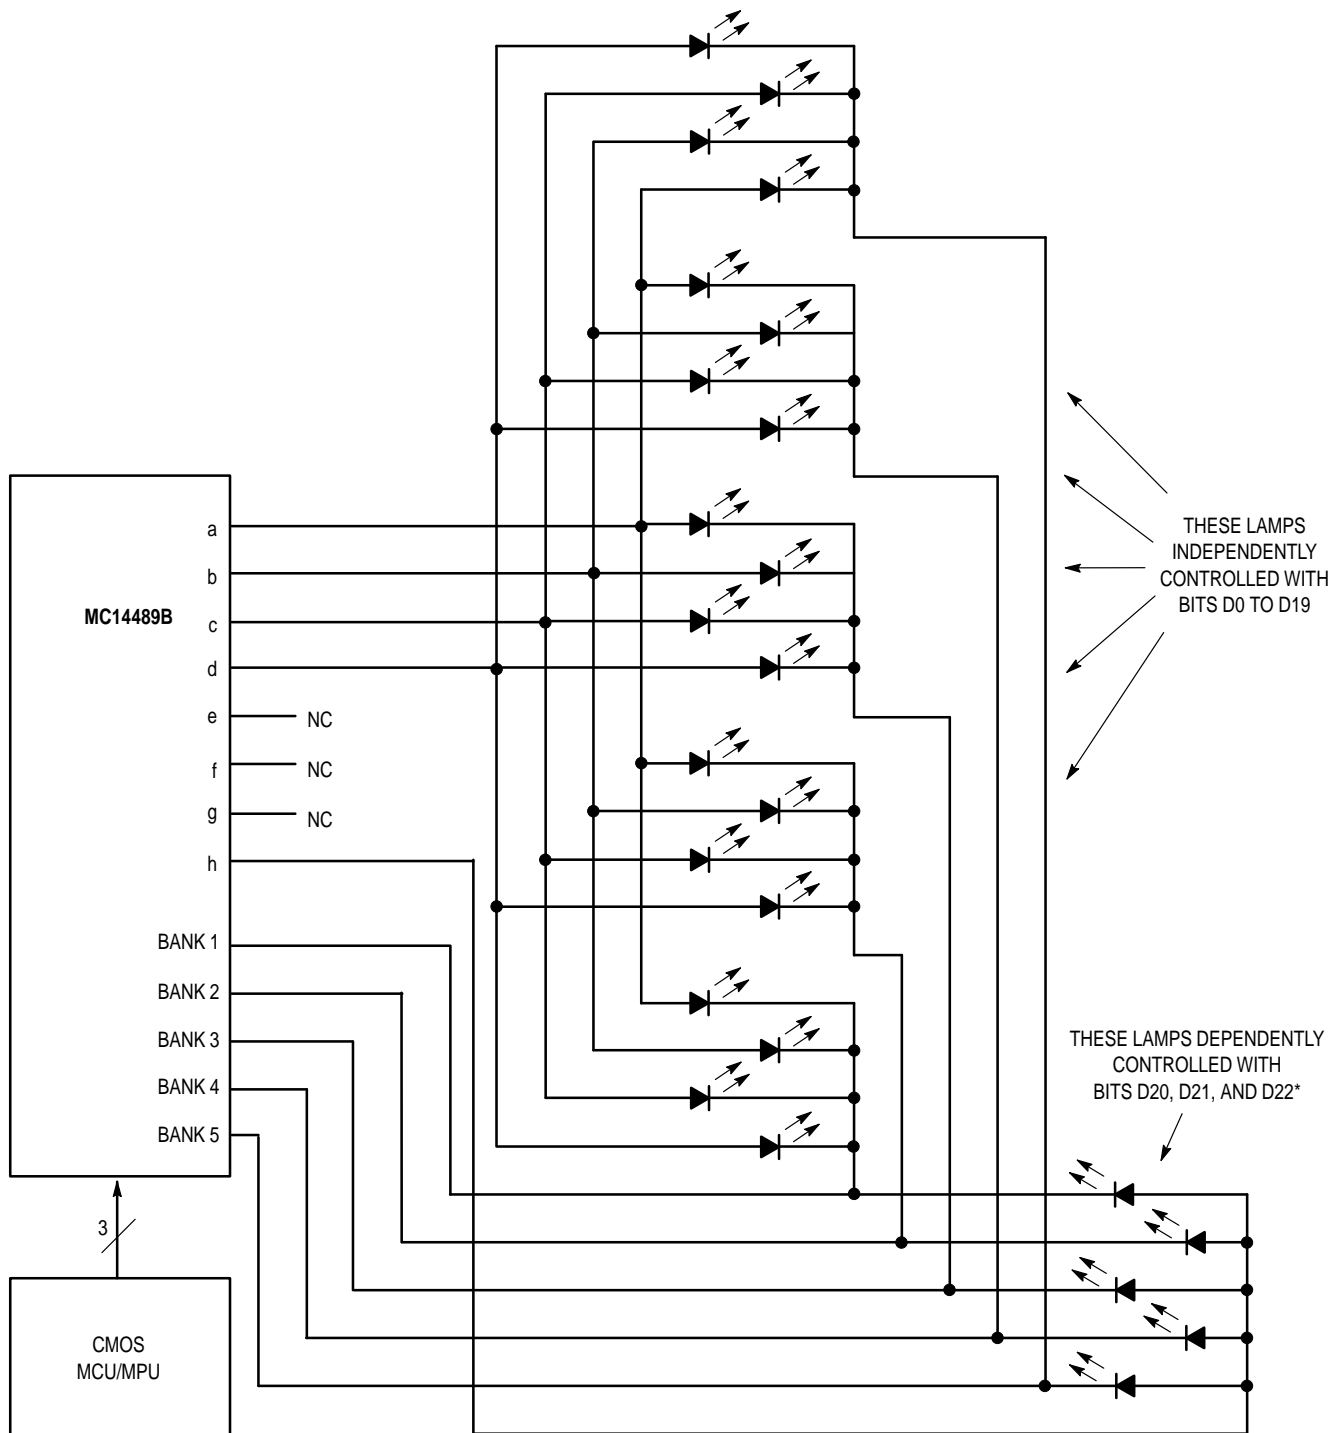 a
b
MC14489B
c
d
e
NC
f
NC
g
NC
h
BANK 1
BANK 2
BANK 3
BANK 4
BANK 5
3
CMOS
MCU/MPU
THESE LAMPS
INDEPENDENTLY
CONTROLLED WITH
BITS D0 TO D19
THESE LAMPS DEPENDENTLY
CONTROLLED WITH
BITS D20, D21, AND D22*